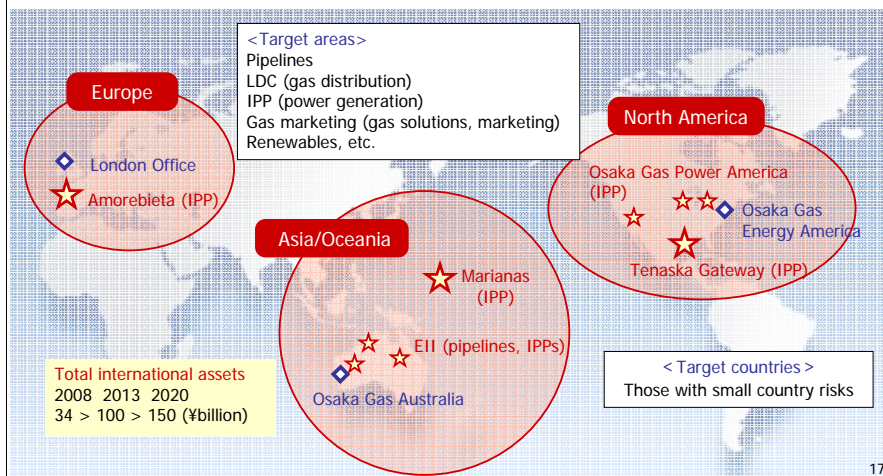 <Target areas>
Pipelines
LDC (gas distribution)
IPP (power generation)
Gas marketing (gas solutions, marketing)
Renewables, etc.
Europe
London Office
Amorebieta (IPP)
North America
Osaka Gas Power America
(IPP)
Osaka Gas
Energy America
Tenaska Gateway (IPP)
Asia/Oceania
Marianas
(IPP)
EII (pipelines, IPPs)
Osaka Gas Australia
Total international assets
2008 2013 2020
34 > 100 > 150 (¥billion)
< Target countries >
Those with small country risks
17